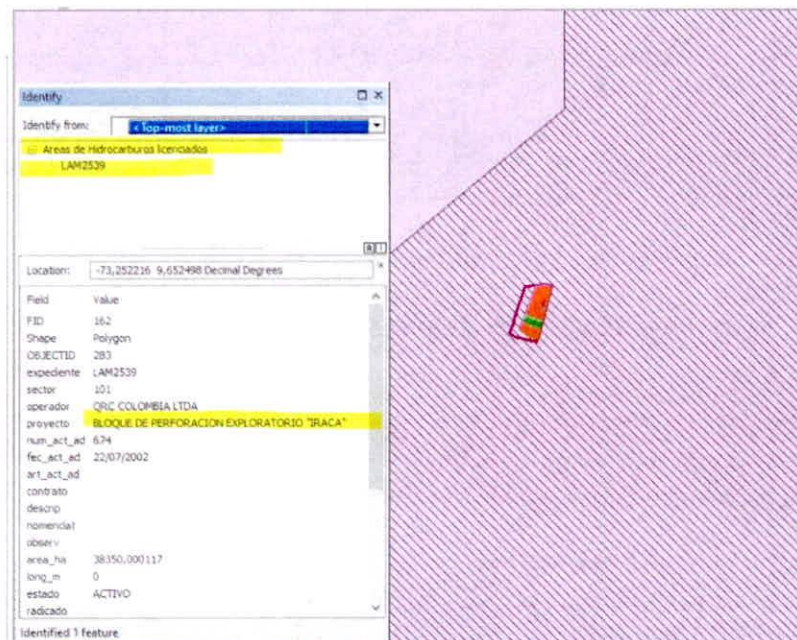 Identify
Identify from: <Top-most layer>
Areas de Hidrocarburos licenciados
LAM2539
Location: -73,252216 9,652498 Decimal Degrees
Field Value
FID 162
Shape Polygon
OBJECTID 283
expediente LAM2539
sector 101
operador QRC COLOMBIA LTDA
proyecto BLOQUE DE PERFORACION EXPLORATORIO "IRACA"
num_act_ad 674
fec_act_ad 22/07/2002
art_act_ad
contrato
descrip
nomenclat
observ
area_ha 38350,000117
long_m 0
estado ACTIVO
radicado
Identified 1 feature